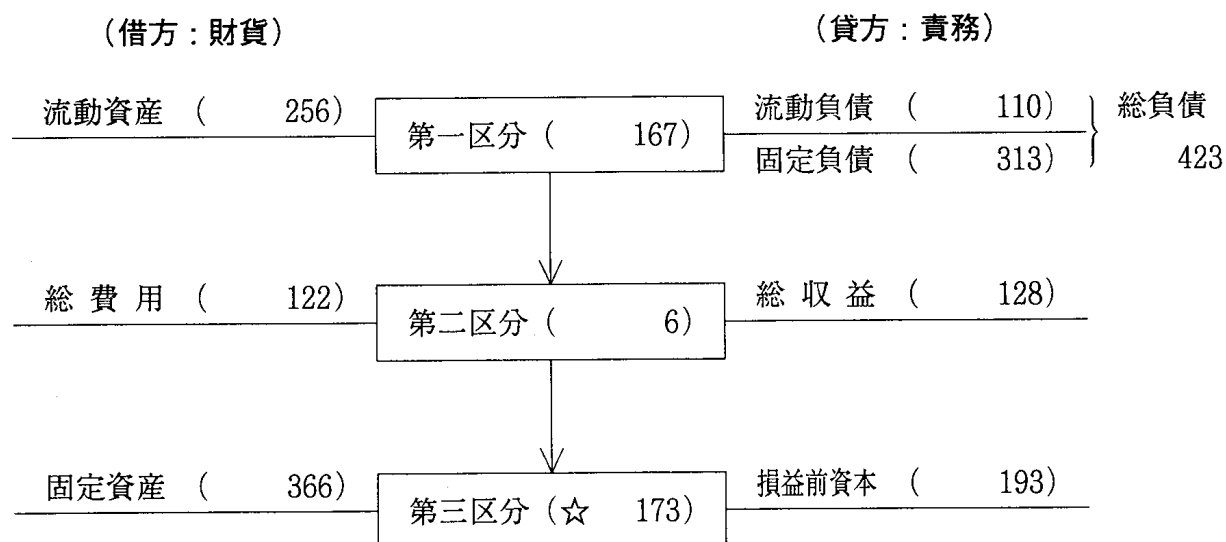 （借方：財貨） （貸方：責務）
流動資産 （ 256） 第一区分（ 167） 流動負債 （ 110） 総負債
固定負債 （ 313） 423
総 費 用 （ 122） 第二区分（ 6） 総 収 益 （ 128）
固定資産 （ 366） 第三区分（☆ 173） 損益前資本 （ 193）